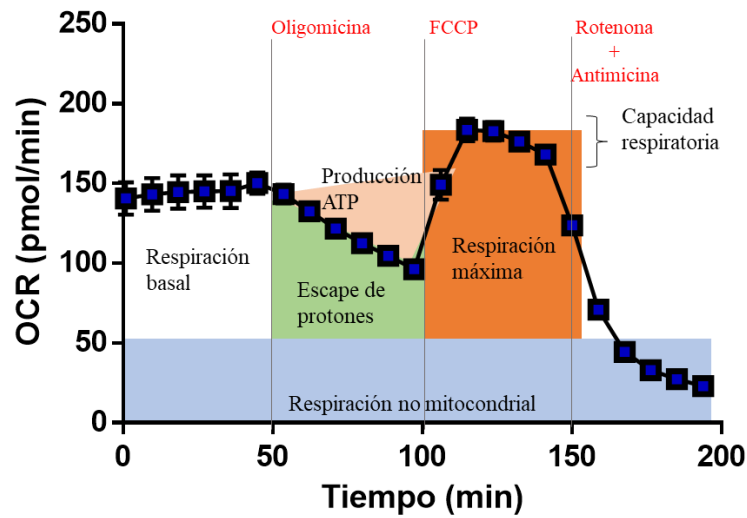 Oligomicina
FCCP
Rotenona
+
Antimicina
250
200
150
100
50
0
OCR (pmol/min)
Capacidad
respiratoria
Producción
ATP
Respiración
basal
Respiración
máxima
Escape de
protones
Respiración no mitocondrial
0
50
100
150
200
Tiempo (min)